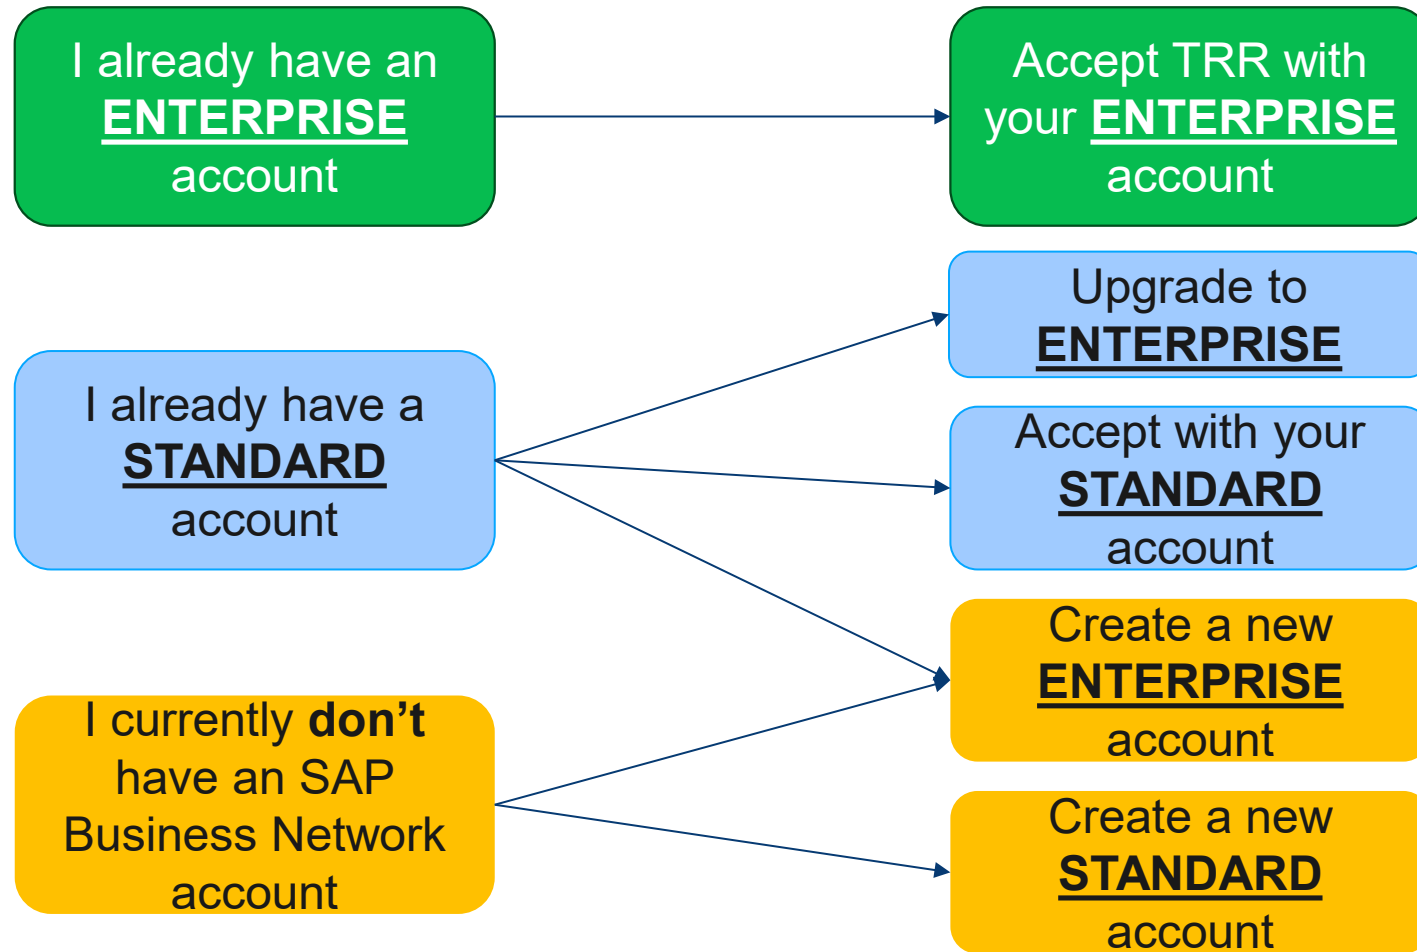 I already have an
ENTERPRISE
account
Accept TRR with
your ENTERPRISE
account
Upgrade to
ENTERPRISE
I already have a
STANDARD
account
Accept with your
STANDARD
account
Create a new
ENTERPRISE
account
I currently don’t
have an SAP
Business Network
account
Create a new
STANDARD
account